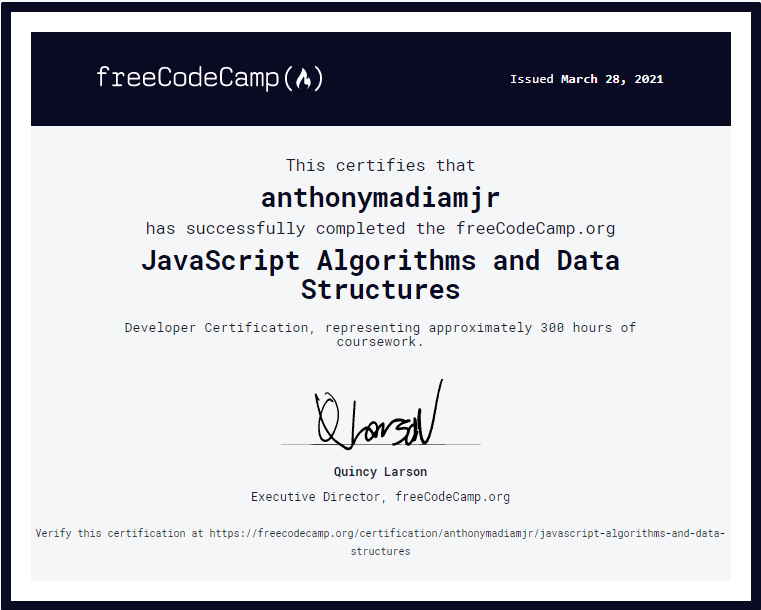 freeCodeCamp
Issued March 28, 2021
This certifies that
anthonymadiamjr
has successfully completed the freeCodeCamp.org
JavaScript Algorithms and Data
Structures
Developer Certification, representing approximately 300 hours of
coursework.
Q Larson
Quincy Larson
Executive Director, freeCodeCamp.org
Verify this certification at https://freecodecamp.org/certification/anthonymadiamjr/javascript-algorithms-and-data-
structures